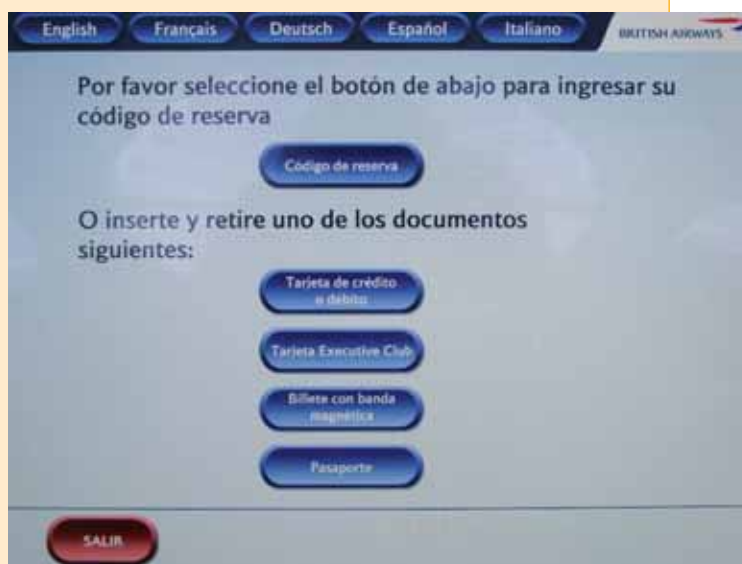 English Français Deutsch Español Italiano BRITISH AIRWAYS
Por favor seleccione el botón de abajo para ingresar su
código de reserva
Código de reserva
O inserte y retire uno de los documentos
siguientes:
Tarjeta de crédito
o débito
Tarjeta Executive Club
Billete con banda
magnética
Pasaporte
SALIR